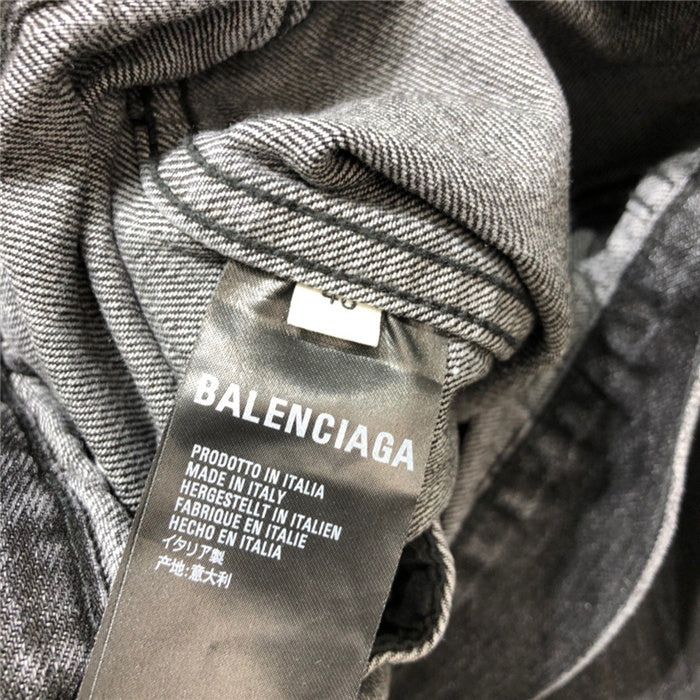 BALENCIAGA
PRODOTTO IN ITALIA
MADE IN ITALY
HERGESTELLT IN ITALIEN
FABRIQUE EN ITALIE
HECHO EN ITALIA
イタリア製
产地:意大利